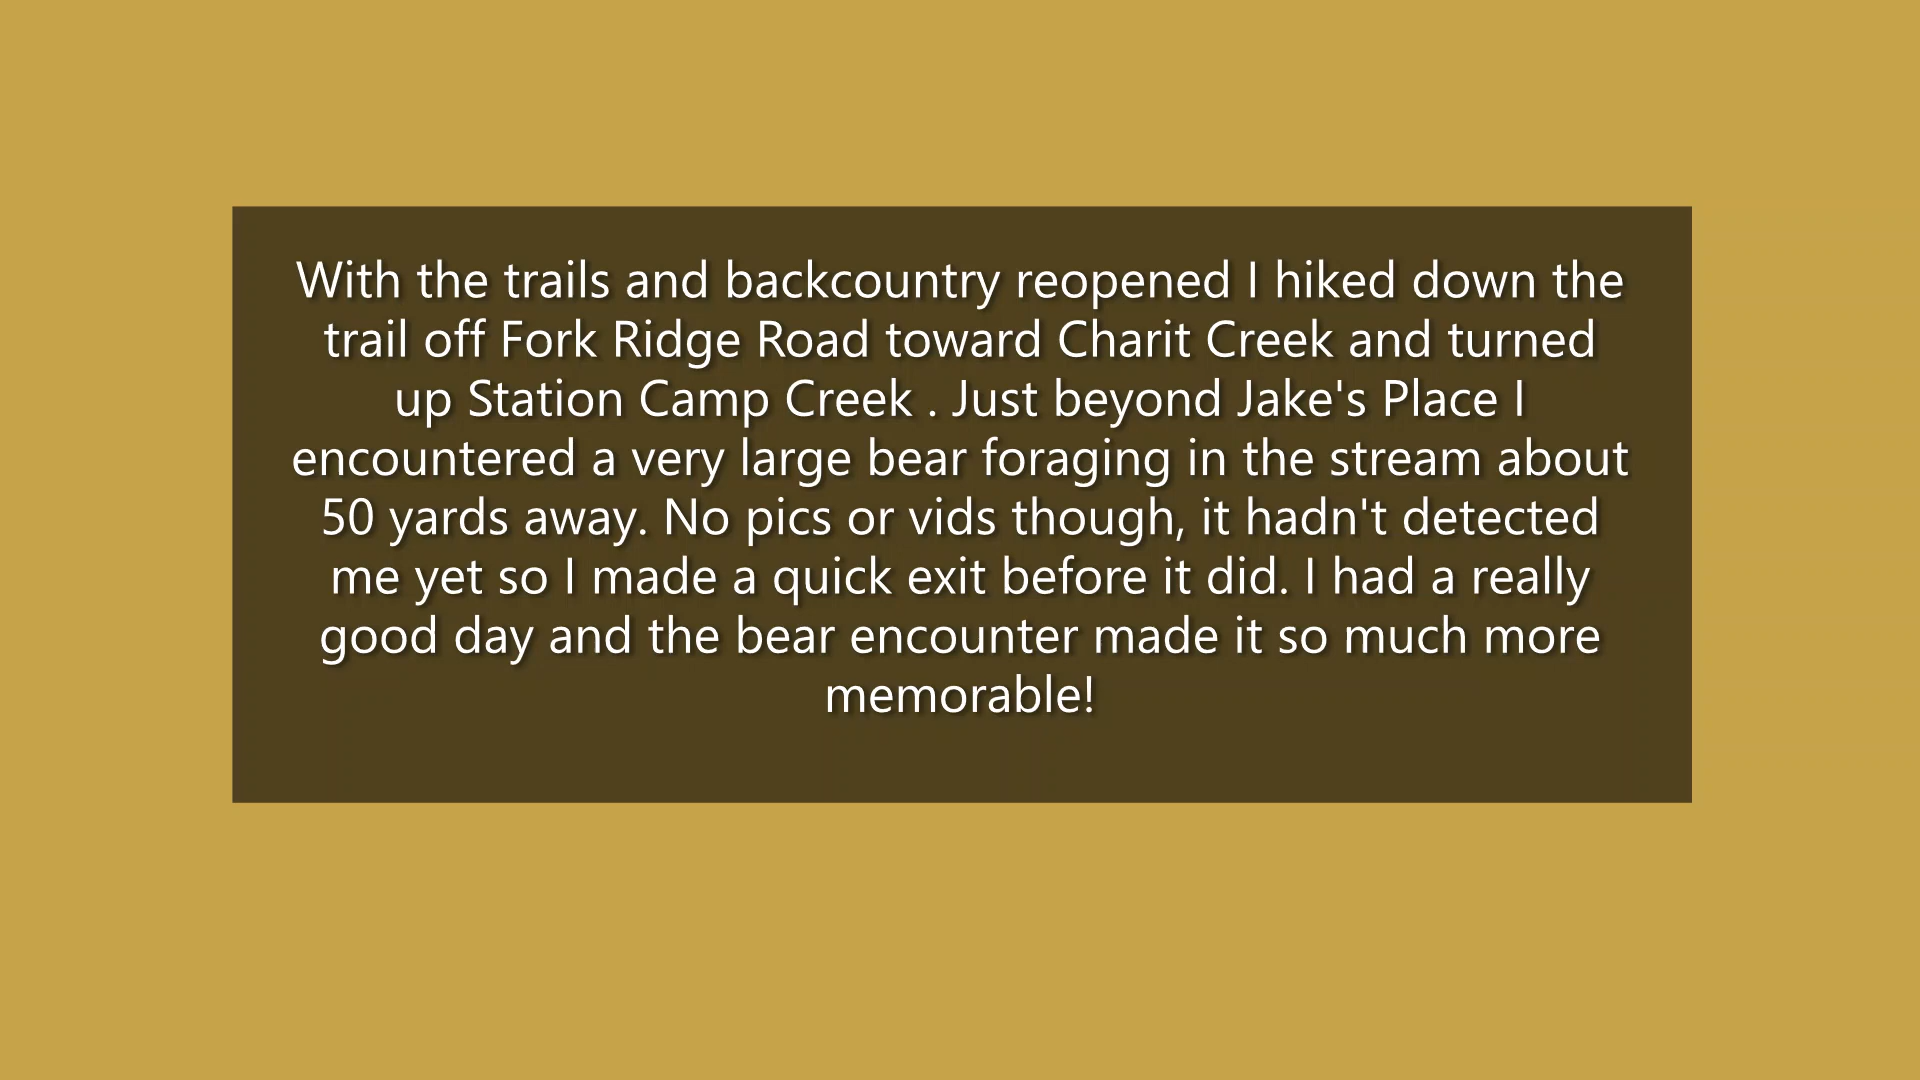 With the trails and backcountry reopened I hiked down the
trail off Fork Ridge Road toward Charit Creek and turned
up Station Camp Creek . Just beyond Jake's Place I
encountered a very large bear foraging in the stream about
50 yards away. No pics or vids though, it hadn't detected
me yet so I made a quick exit before it did. I had a really
good day and the bear encounter made it so much more
memorable!